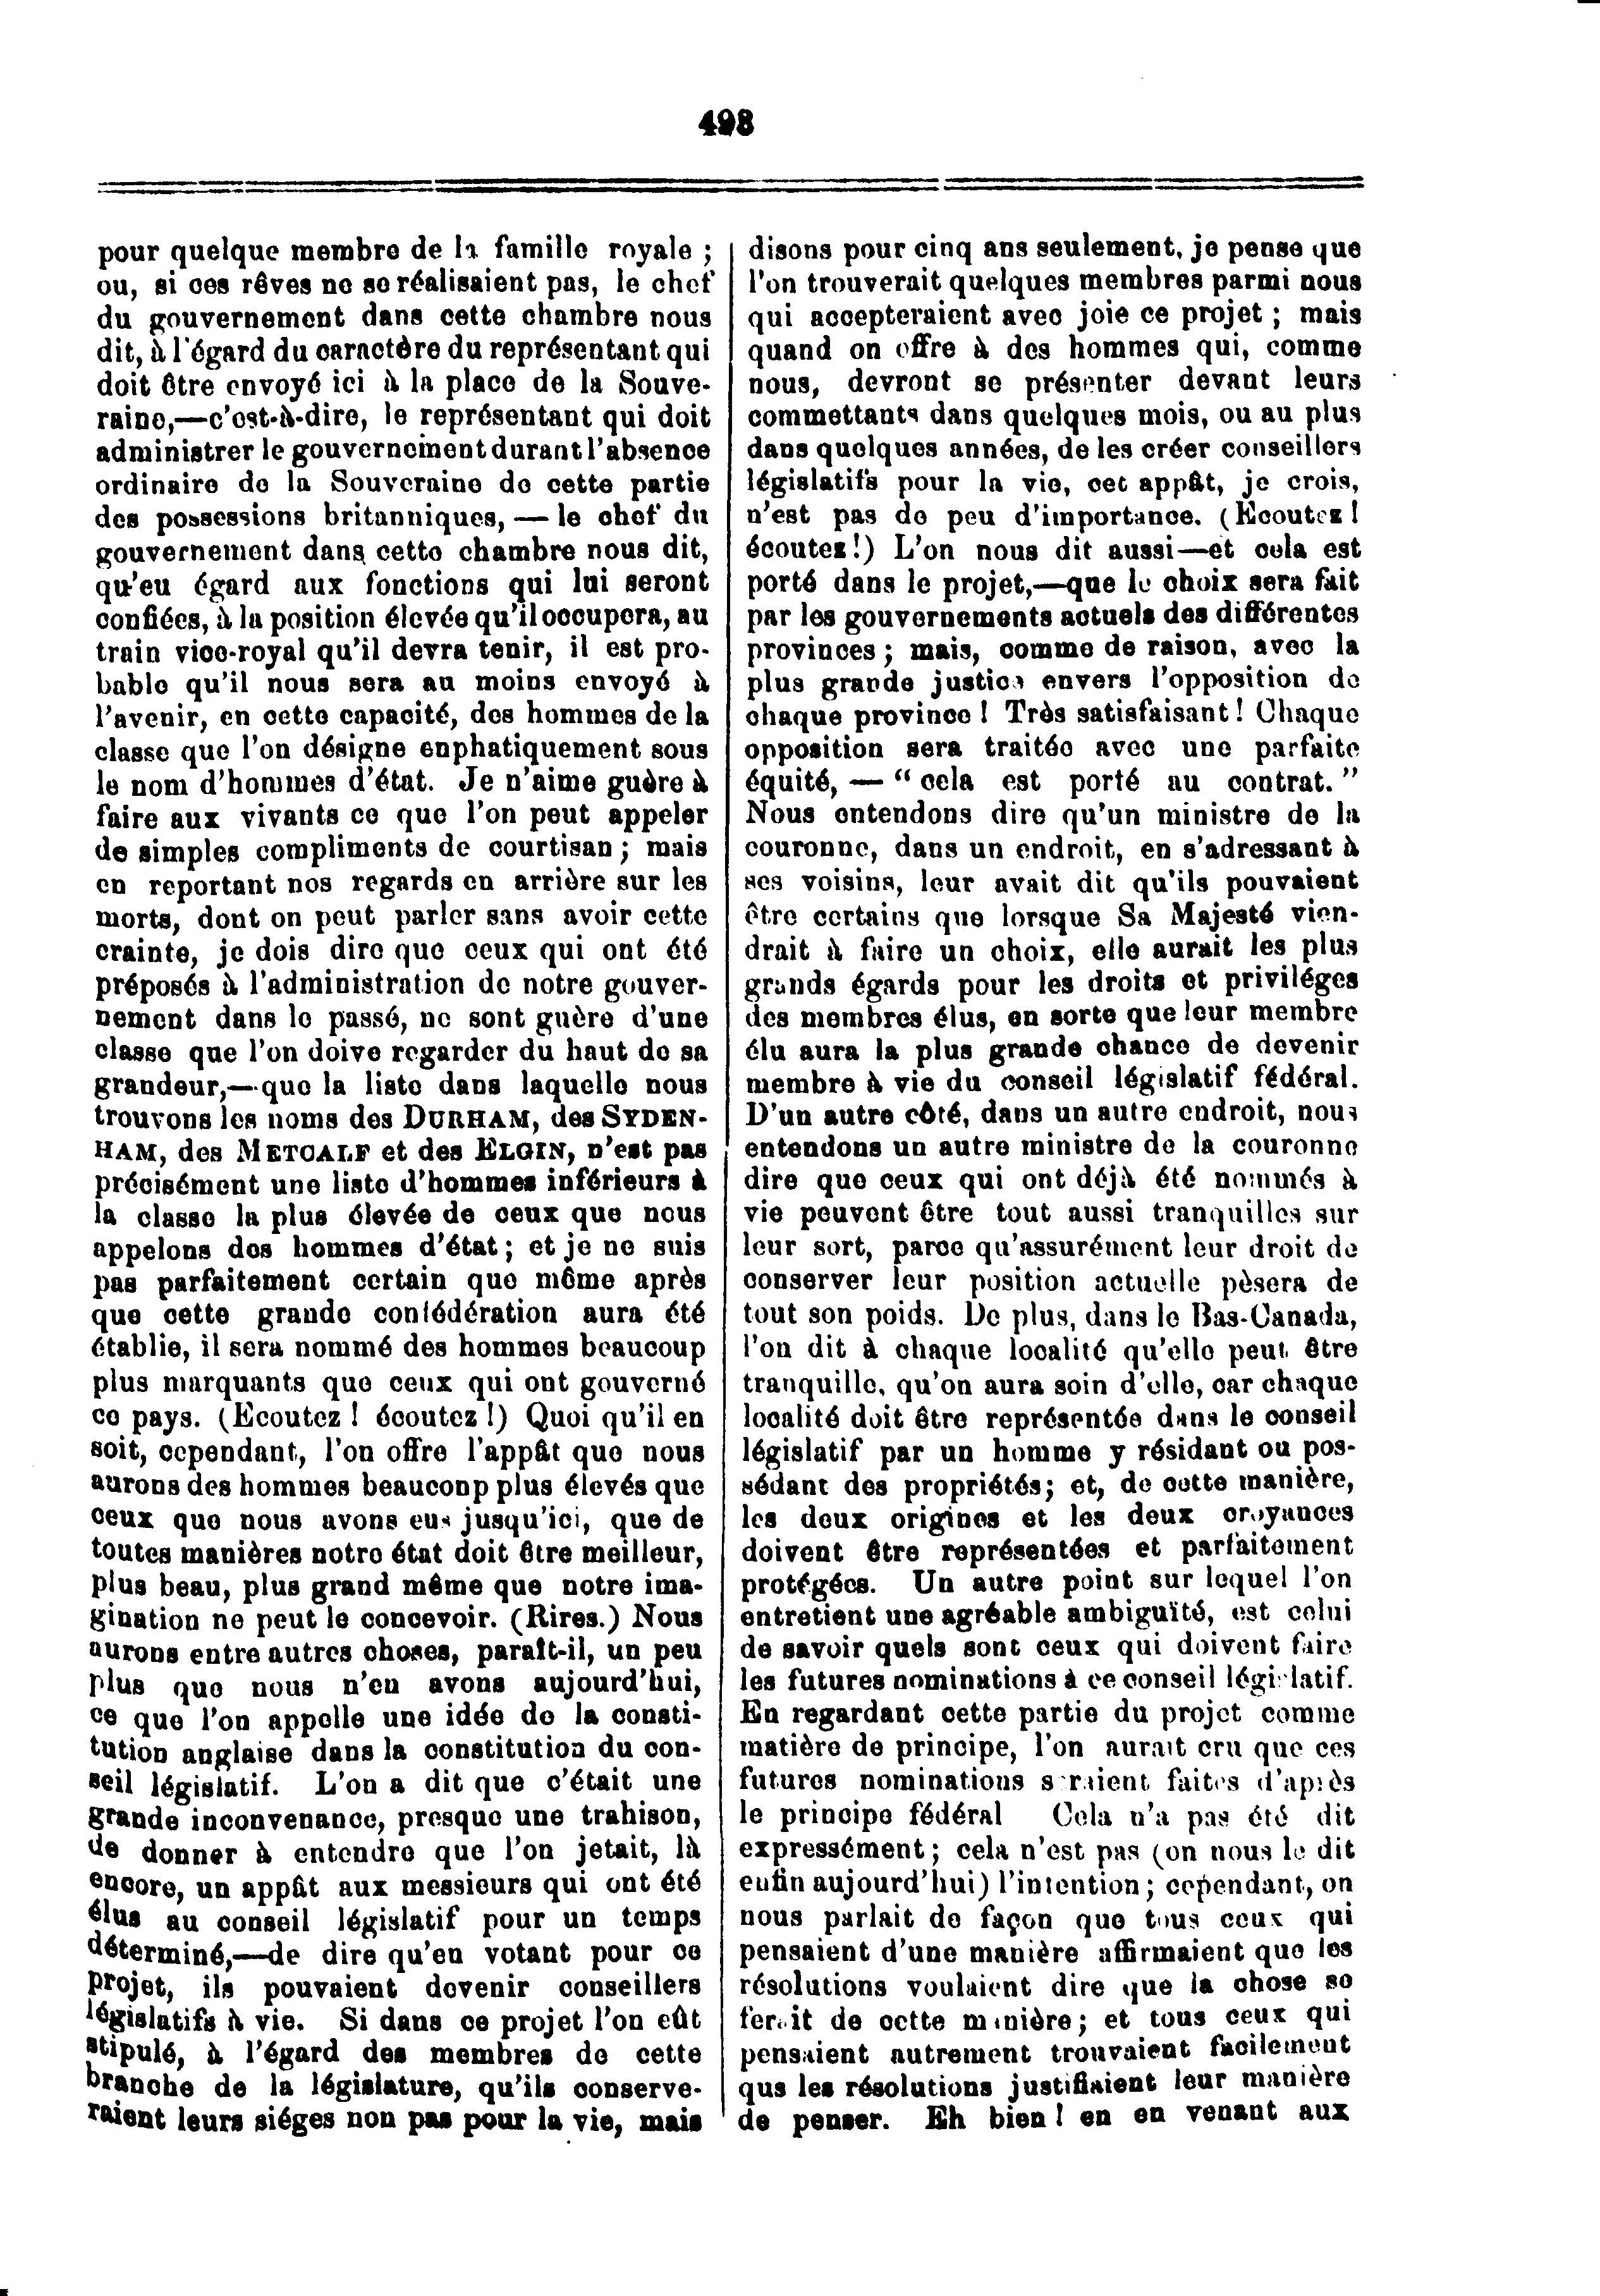 498
pour quelque membre de la famille royale ;
ou, si ces rêves ne se réalisaient pas, le chef
du gouvernement dans cette chambre nous
dit, à l'égard du caractère du représentant qui
doit être envoyé ici à la place de la Souve-
raine,—c'est-à-dire, le représentant qui doit
administrer le gouvernement durant l'absence
ordinaire de la Souveraine de cette partie
des possessions britanniques, — le chef du
gouvernement dans cette chambre nous dit,
qu'eu égard aux fonctions qui lui seront
confiées, à la position élevée qu'il occupera, au
train vice-royal qu'il devra tenir, il est pro-
bable qu'il nous sera au moins envoyé à
l'avenir, en cette capacité, des hommes de la
classe que l'on désigne enphatiquement sous
le nom d'hommes d'état. Je n'aime guère à
faire aux vivants ce que l'on peut appeler
de simples compliments de courtisan ; mais
en reportant nos regards en arrière sur les
morts, dont on peut parler sans avoir cette
crainte, je dois dire que ceux qui ont été
préposés à l'administration de notre gouver-
nement dans le passé, ne sont guère d'une
classe que l'on doive regarder du haut de sa
grandeur,—que la liste dans laquelle nous
trouvons les noms des DURHAM, des SYDEN-
HAM, des METCALF et des ELGIN, n'est pas
précisément une liste d'hommes inférieurs à
la classe la plus élevée de ceux que nous
appelons des hommes d'état ; et je ne suis
pas parfaitement certain que même après
que cette grande confédération aura été
établie, il sera nommé des hommes beaucoup
plus marquants que ceux qui ont gouverné
ce pays. (Ecoutez ! écoutez !) Quoi qu'il en
soit, cependant, l'on offre l'appât que nous
aurons des hommes beaucoup plus élevés que
ceux que nous avons eus jusqu'ici, que de
toutes manières notre état doit être meilleur,
plus beau, plus grand même que notre ima-
gination ne peut le concevoir. (Rires.) Nous
aurons entre autres choses, paraît-il, un peu
plus que nous n'en avons aujourd'hui,
ce que l'on appelle une idée de la consti-
tution anglaise dans la constitution du con-
seil législatif. L'on a dit que c'était une
grande inconvenance, presque une trahison,
de donner à entendre que l'on jetait, là
encore, un appât aux messieurs qui ont été
élus au conseil législatif pour un temps
déterminé,—de dire qu'en votant pour ce
projet, ils pouvaient devenir conseillers
législatifs à vie. Si dans ce projet l'on eût
stipulé, à l'égard des membres de cette
branche de la législature, qu'ils conserve-
raient leurs siéges non pas pour la vie, mais
disons pour cinq ans seulement, je pense que
l'on trouverait quelques membres parmi nous
qui accepteraient avec joie ce projet ; mais
quand on offre à des hommes qui, comme
nous, devront se présenter devant leurs
commettants dans quelques mois, ou au plus
dans quelques années, de les créer conseillers
législatifs pour la vie, cet appât, je crois,
n'est pas de peu d'importance. (Ecoutez !
écoutez !) L'on nous dit aussi—et cela est
porté dans le projet,—que le choix sera fait
par les gouvernements actuels des différentes
provinces ; mais, comme de raison, avec la
plus grande justice envers l'opposition de
chaque province ! Très satisfaisant ! Chaque
opposition sera traitée avec une parfaite
équité, — “ cela est porté au contrat. ”
Nous entendons dire qu'un ministre de la
couronne, dans un endroit, en s'adressant à
ses voisins, leur avait dit qu'ils pouvaient
être certains que lorsque Sa Majesté vien-
drait à faire un choix, elle aurait les plus
grands égards pour les droits et priviléges
des membres élus, en sorte que leur membre
élu aura la plus grande chance de devenir
membre à vie du conseil législatif fédéral.
D'un autre côté, dans un autre endroit, nous
entendons un autre ministre de la couronne
dire que ceux qui ont déjà été nommés à
vie peuvent être tout aussi tranquilles sur
leur sort, parce qu'assurément leur droit de
conserver leur position actuelle pèsera de
tout son poids. De plus, dans le Bas-Canada,
l'on dit à chaque localité qu'elle peut être
tranquille, qu'on aura soin d'elle, car chaque
localité doit être représentée dans le conseil
législatif par un homme y résidant ou pos-
sédant des propriétés ; et, de cette manière,
les deux origines et les deux croyances
doivent être représentées et parfaitement
protégées. Un autre point sur lequel l'on
entretient une agréable ambiguïté, est celui
de savoir quels sont ceux qui doivent faire
les futures nominations à ce conseil législatif.
En regardant cette partie du projet comme
matière de principe, l'on aurait cru que ces
futures nominations seraient faites d'après
le principe fédéral Cela n'a pas été dit
expressément ; cela n'est pas (on nous le dit
enfin aujourd'hui) l'intention ; cependant, on
nous parlait de façon que tous ceux qui
pensaient d'une manière affirmaient que les
résolutions voulaient dire que la chose se
ferait de cette manière ; et tous ceux qui
pensaient autrement trouvaient facilement
qus les résolutions justifiaient leur manière
de penser. Eh bien ! en en venant aux